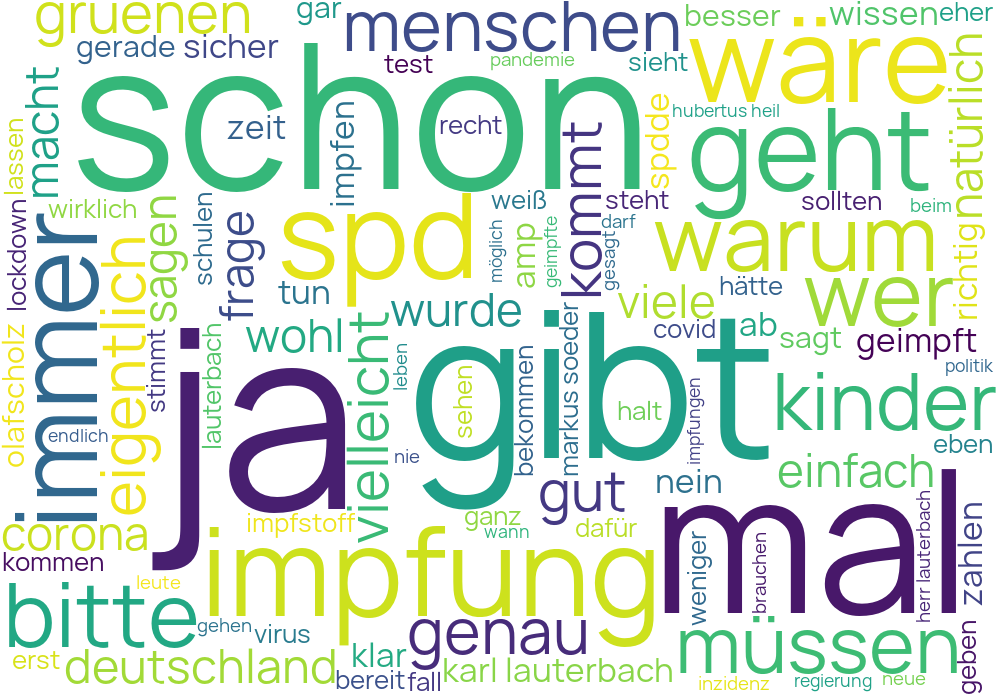 gruenen
gar
menschen
besser
wissen
eher
gerade
sicher
test
pandemie
sieht
wäre
macht
schon
zeit
impfen
recht
hubertus heil
spdde
geht
natürlich
lassen
wirklich
sagen
schulen
frage
spd
weiß
steht
darf
sollten
beim
lockdown
immer
eigentlich
möglich
amp
geimpfte
kommt
gesagt
warum
richtig
tun
wurde
viele
hätte
wer
olafscholz
stimmt
lauterbach
wohl
vielleicht
leben
gibt
markus soeder
covid
ab
sagt
geimpft
politik
ja
sehen
bekommen
halt
impfungen
kinder
endlich
nie
eben
gut
nein
einfach
corona
impfstoff
ganz
wann
dafür
mal
herr lauterbach
zahlen
kommen
leute
impfung
weniger
brauchen
bitte
gehen
virus
genau
müssen
geben
erst
deutschland
klar
bereit
fall
karl lauterbach
inzidenz
regierung
neue